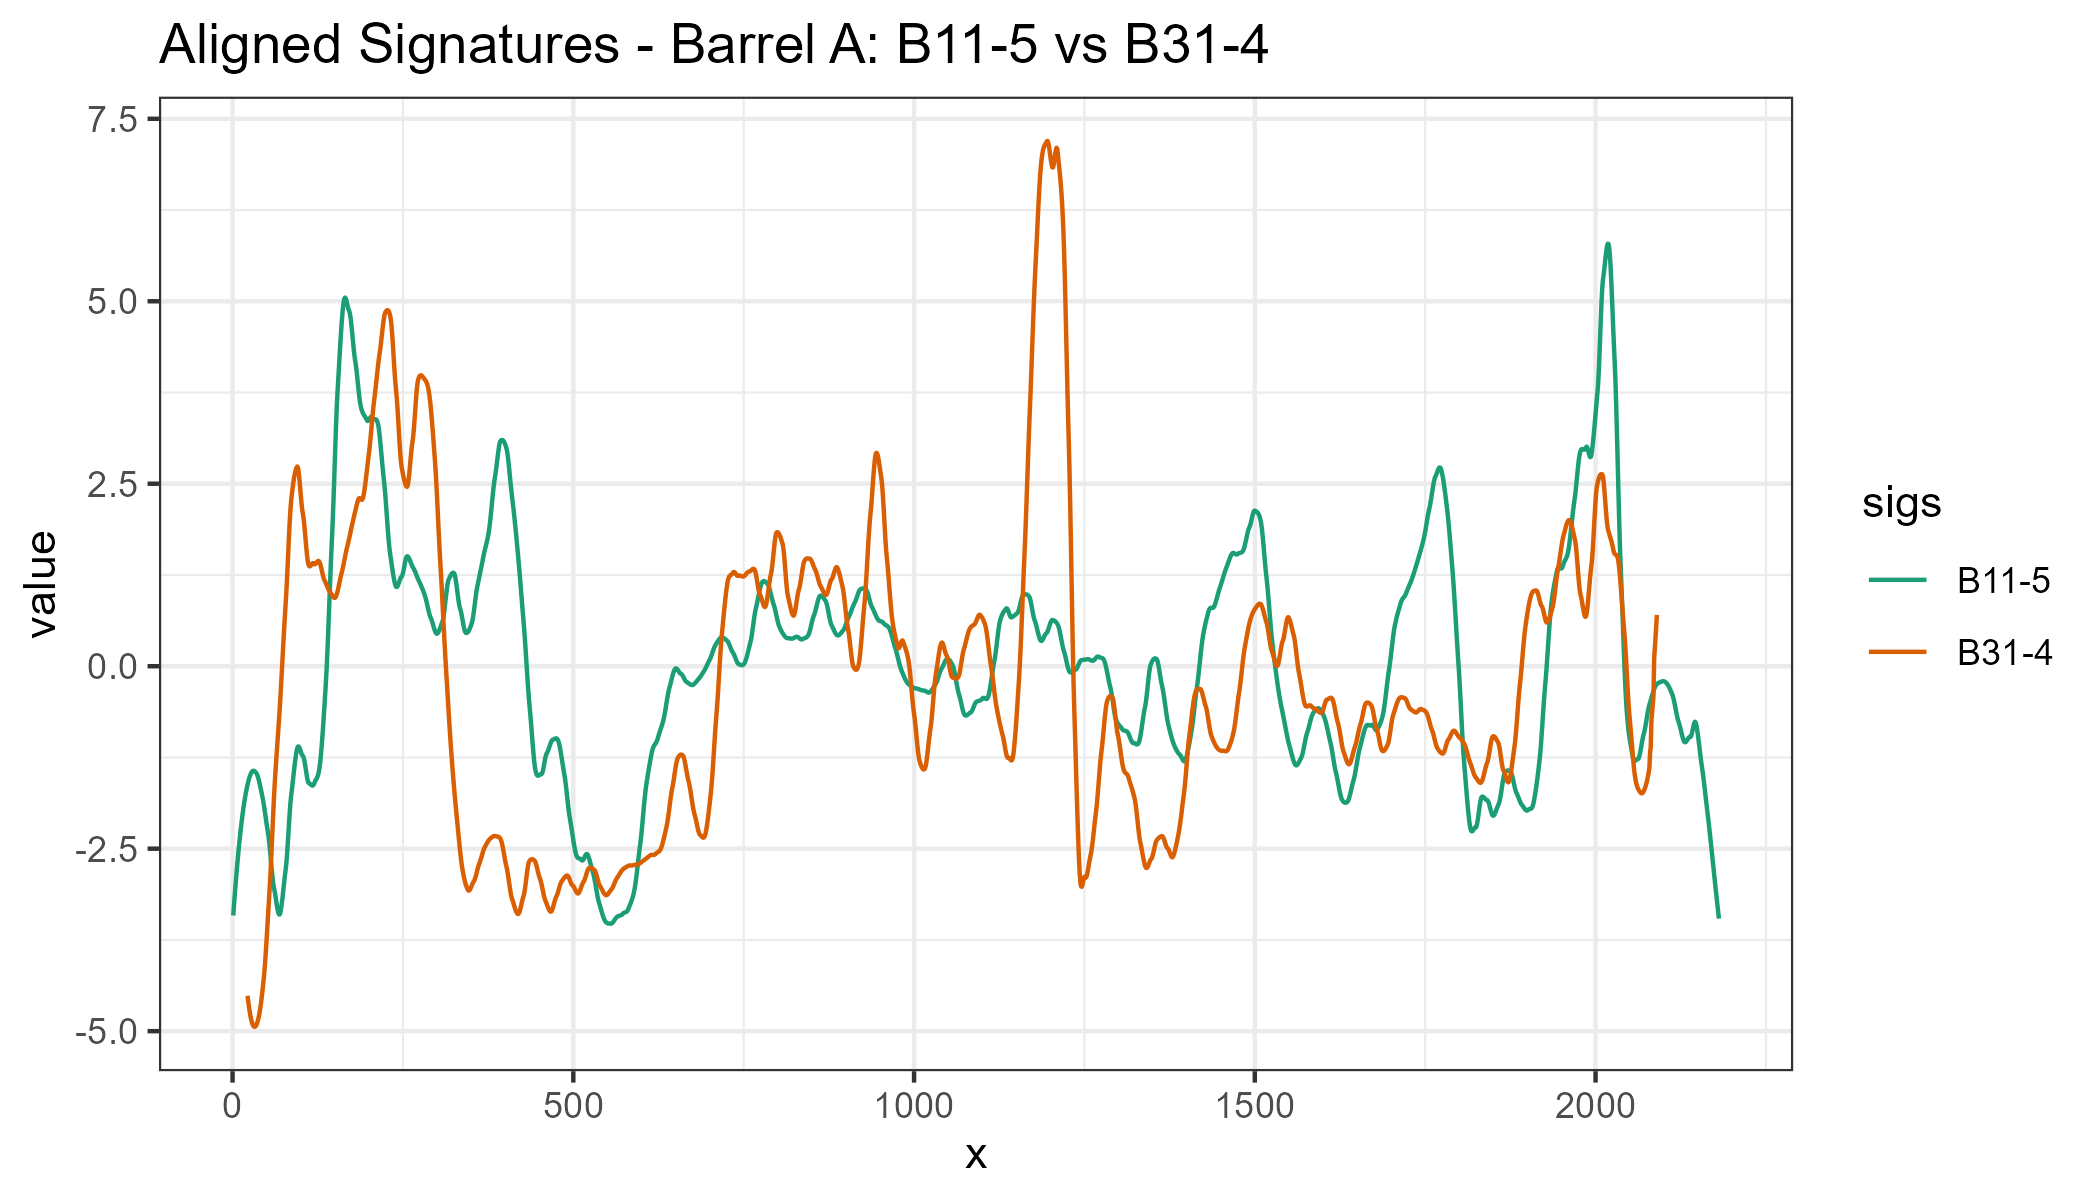 Aligned Signatures - Barrel A: B11-5 vs B31-4
7.5
5.0
2.5
0.0
-2.5
-5.0
value
0 500 1000 1500 2000
x
sigs
B11-5
B31-4